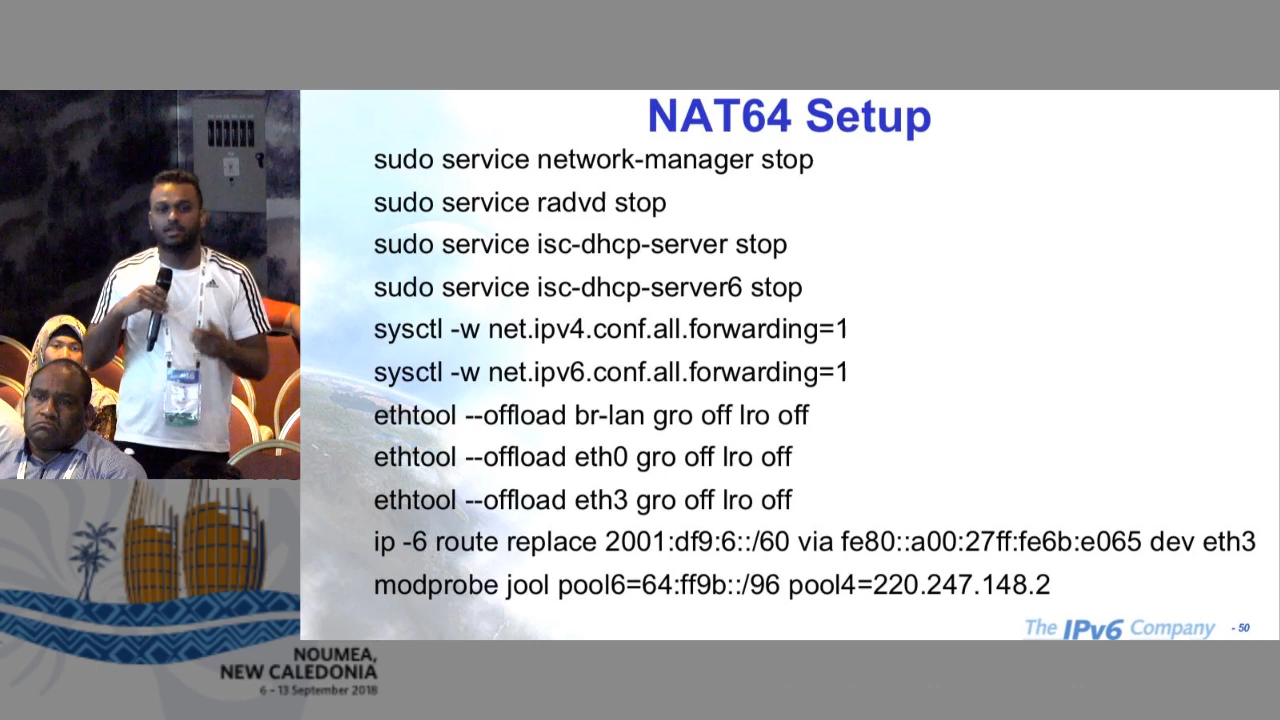 NAT64 Setup
sudo service network-manager stop
sudo service radvd stop
sudo service isc-dhcp-server stop
sudo service isc-dhcp-server6 stop
sysctl -w net.ipv4.conf.all.forwarding=1
sysctl -w net.ipv6.conf.all.forwarding=1
ethtool --offload br-lan gro off lro off
ethtool --offload eth0 gro off lro off
ethtool --offload eth3 gro off lro off
ip -6 route replace 2001:df9:6::/60 via fe80::a00:27ff:fe6b:e065 dev eth3
modprobe jool pool6=64:ff9b::/96 pool4=220.247.148.2
The IPv6 Company - 50
NOUMEA,
NEW CALEDONIA
6 - 13 September 2018